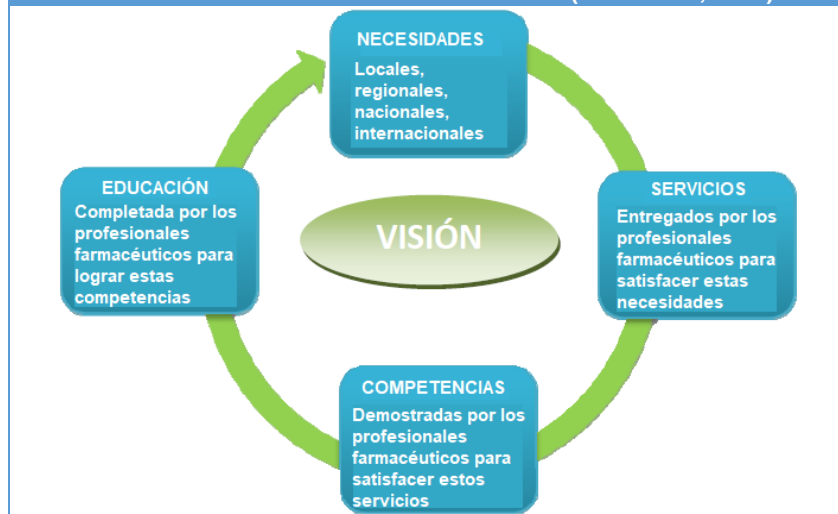 NECESIDADES
Locales,
regionales,
nacionales,
internacionales
SERVICIOS
Entregados por los
profesionales
farmacéuticos para
satisfacer estas
necesidades
COMPETENCIAS
Demostradas por los
profesionales
farmacéuticos para
satisfacer estos
servicios
EDUCACIÓN
Completada por los
profesionales
farmacéuticos para
lograr estas
competencias
VISIÓN